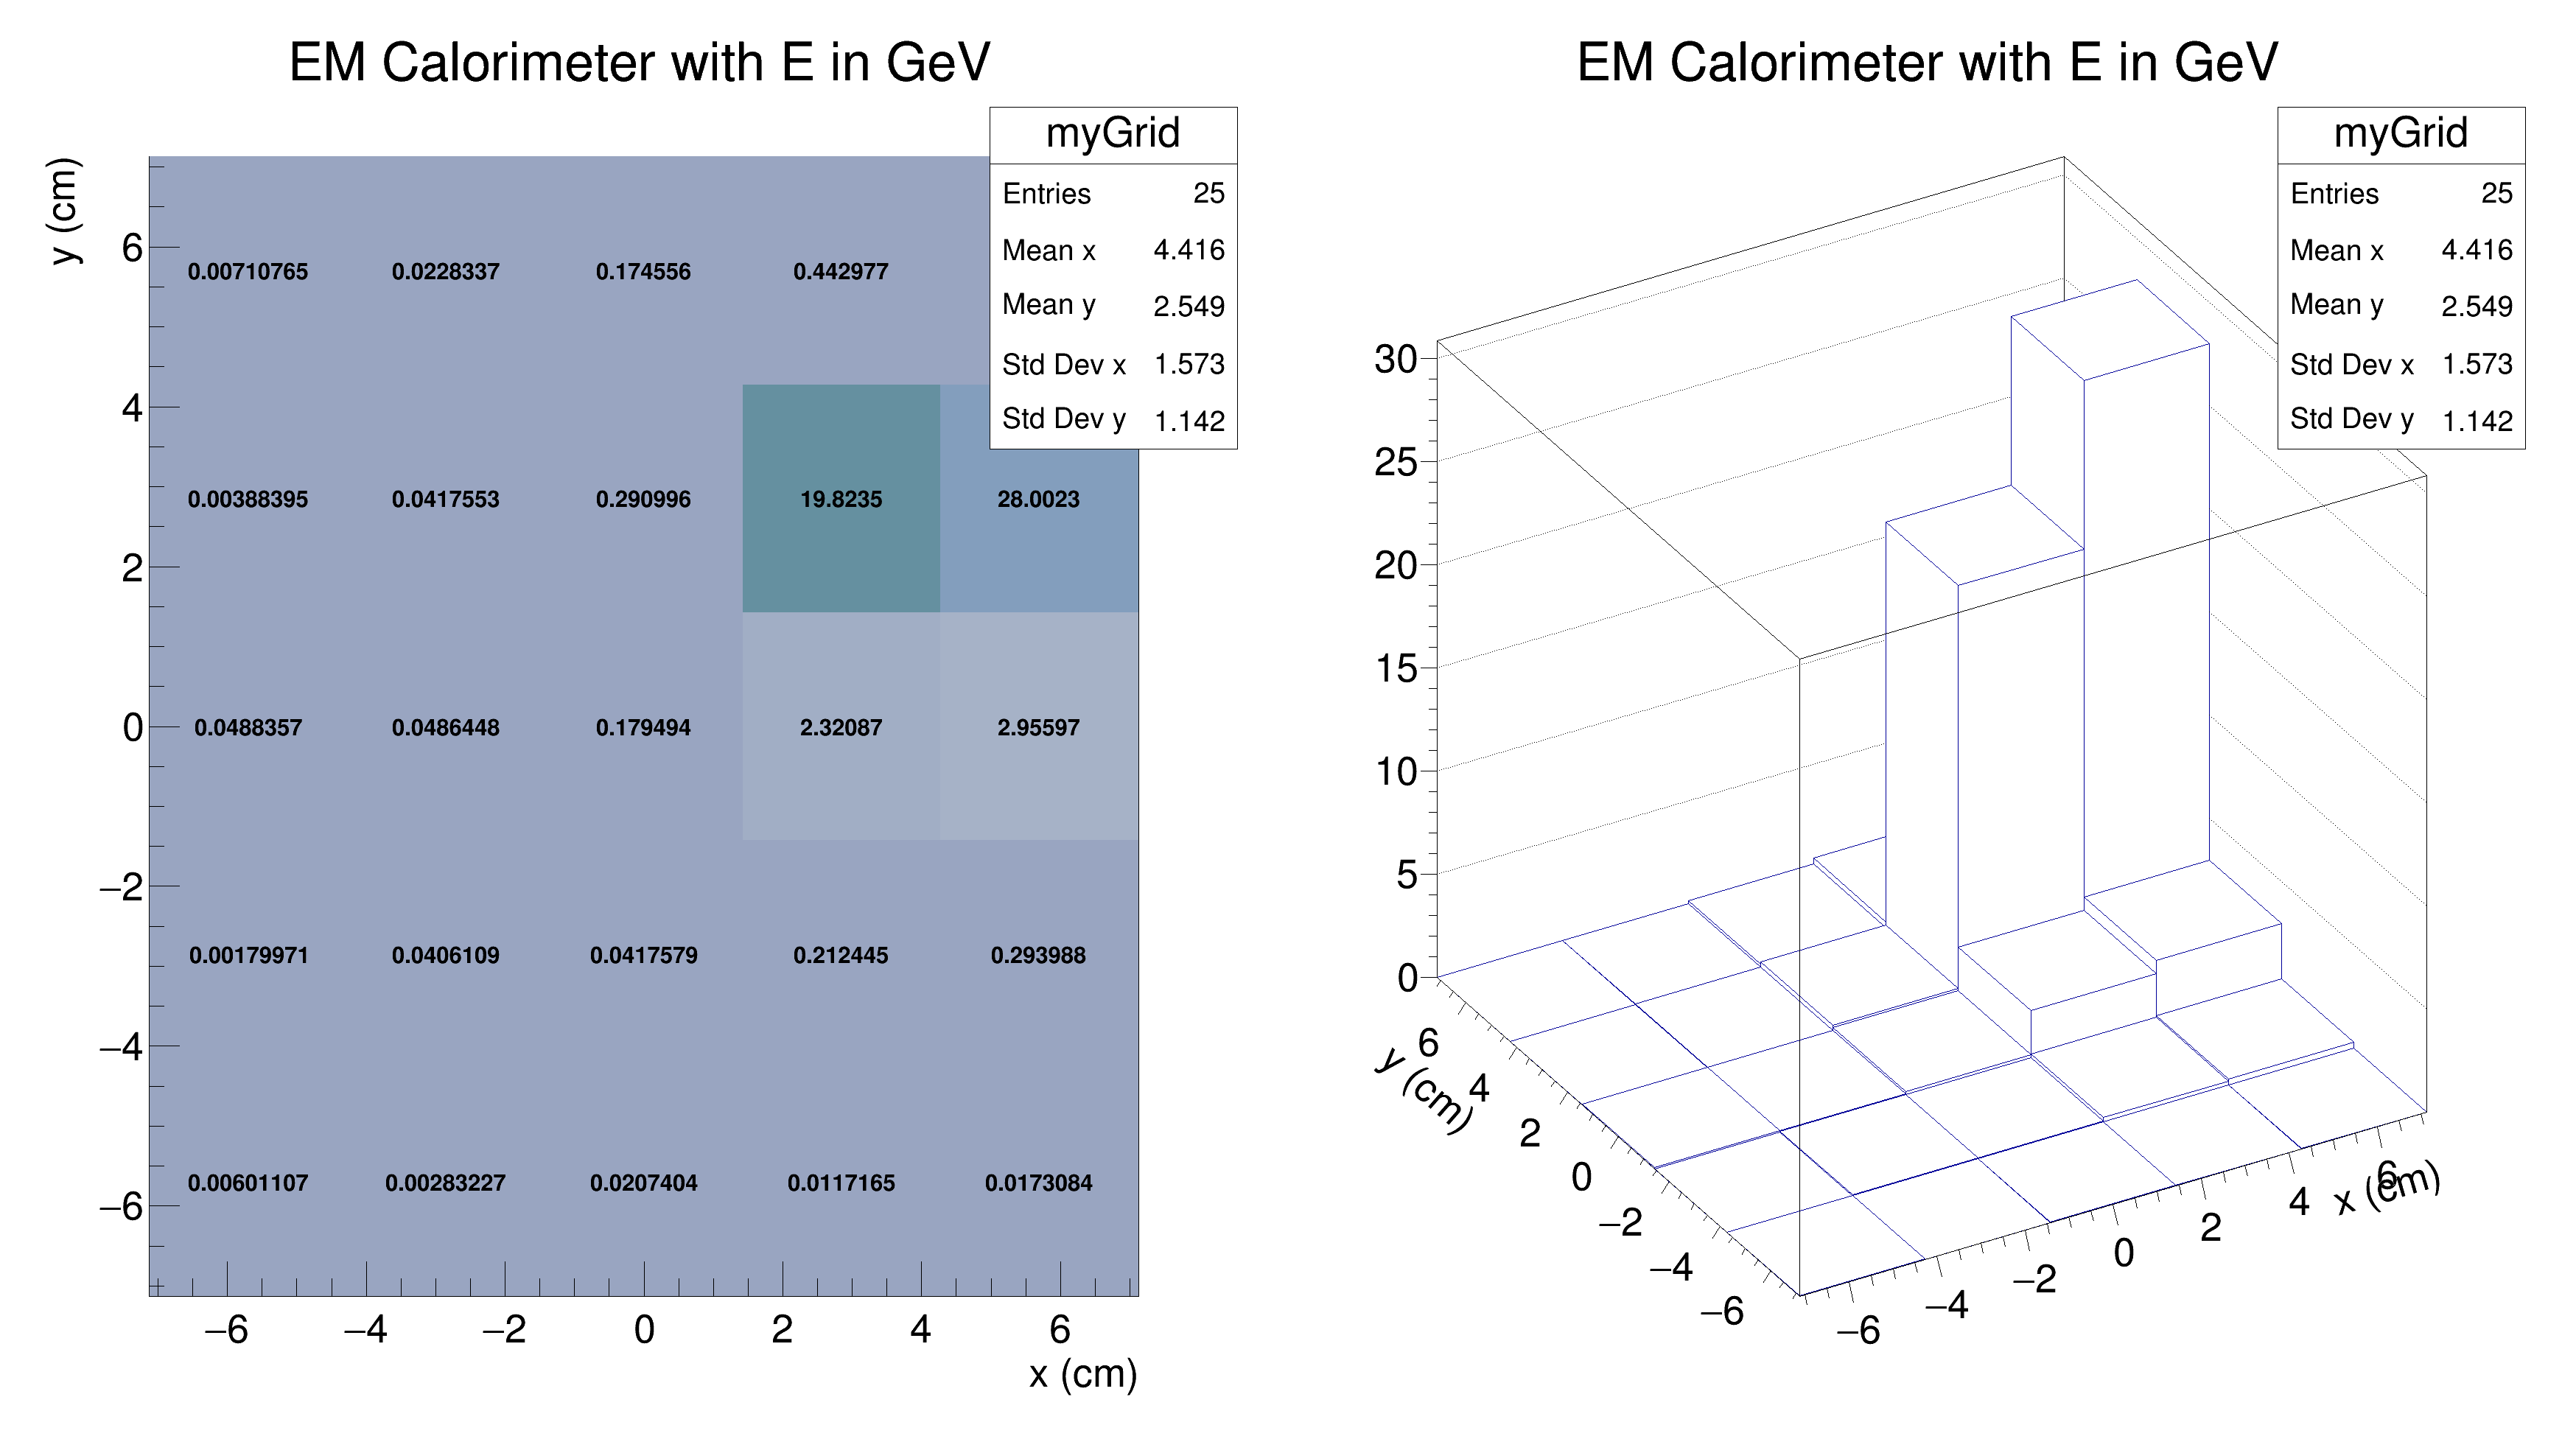 EM Calorimeter with E in GeV
myGrid
Entries 25
Mean x 4.416
Mean y 2.549
Std Dev x 1.573
Std Dev y 1.142
y (cm)
6
4
2
0
−2
−4
−6
0.00710765 0.0228337 0.174556 0.442977
0.00388395 0.0417553 0.290996 19.8235 28.0023
0.0488357 0.0486448 0.179494 2.32087 2.95597
0.00179971 0.0406109 0.0417579 0.212445 0.293988
0.00601107 0.00283227 0.0207404 0.0117165 0.0173084
−6 −4 −2 0 2 4 6
x (cm)
EM Calorimeter with E in GeV
myGrid
Entries 25
Mean x 4.416
Mean y 2.549
Std Dev x 1.573
Std Dev y 1.142
30
25
20
15
10
5
0
6
4
2
0
−2
−4
−6
y (cm)
−6
−4
−2
0
2
4
6
x (cm)